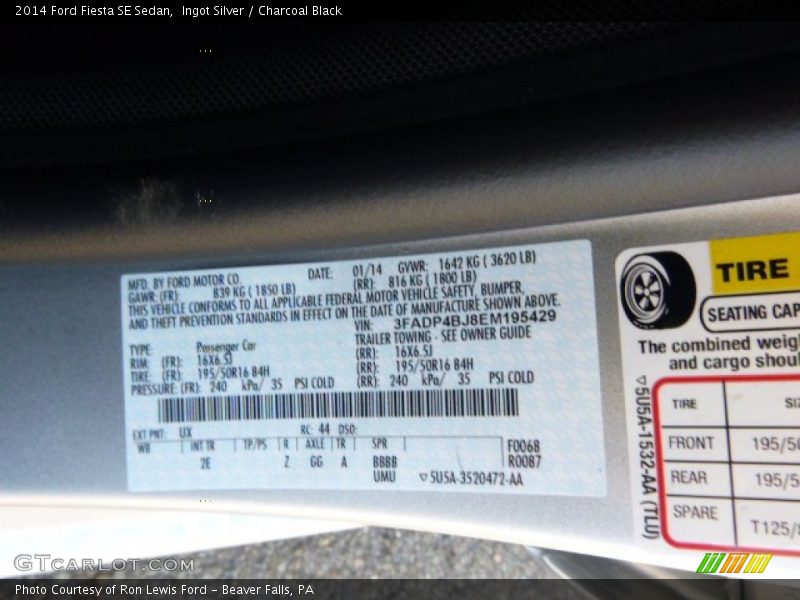 2014 Ford Fiesta SE Sedan, Ingot Silver / Charcoal Black
MFD. BY FORD MOTOR CO. DATE: 01/14 GVWR: 1642 KG ( 3620 LB)
GAWR: (FR): 839 KG ( 1850 LB) (RR): 816 KG ( 1800 LB)
THIS VEHICLE CONFORMS TO ALL APPLICABLE FEDERAL MOTOR VEHICLE SAFETY, BUMPER,
AND THEFT PREVENTION STANDARDS IN EFFECT ON THE DATE OF MANUFACTURE SHOWN ABOVE.
VIN: 3FADP4BJ8EM195429
TYPE: Passenger Car TRAILER TOWING - SEE OWNER GUIDE
RIM: (FR): 16X6.5J (RR): 16X6.5J
TIRE: (FR): 195/50R16 84H (RR): 195/50R16 84H
PRESSURE: (FR): 240 kPa/ 35 PSI COLD (RR): 240 kPa/ 35 PSI COLD
EXT PNT: UX RC: 44 DSO:
WB INT TR TP/PS R AXLE TR SPR F0068
2E Z GG A BBBB R0087
UMU ▽5U5A-3520472-AA
TIRE
SEATING CAP
The combined weig
and cargo shoul
▽5U5A-1532-AA (TLU)
TIRE SIZ
FRONT 195/50
REAR 195/5
SPARE T125/
GTCARLOT.COM
Photo Courtesy of Ron Lewis Ford - Beaver Falls, PA